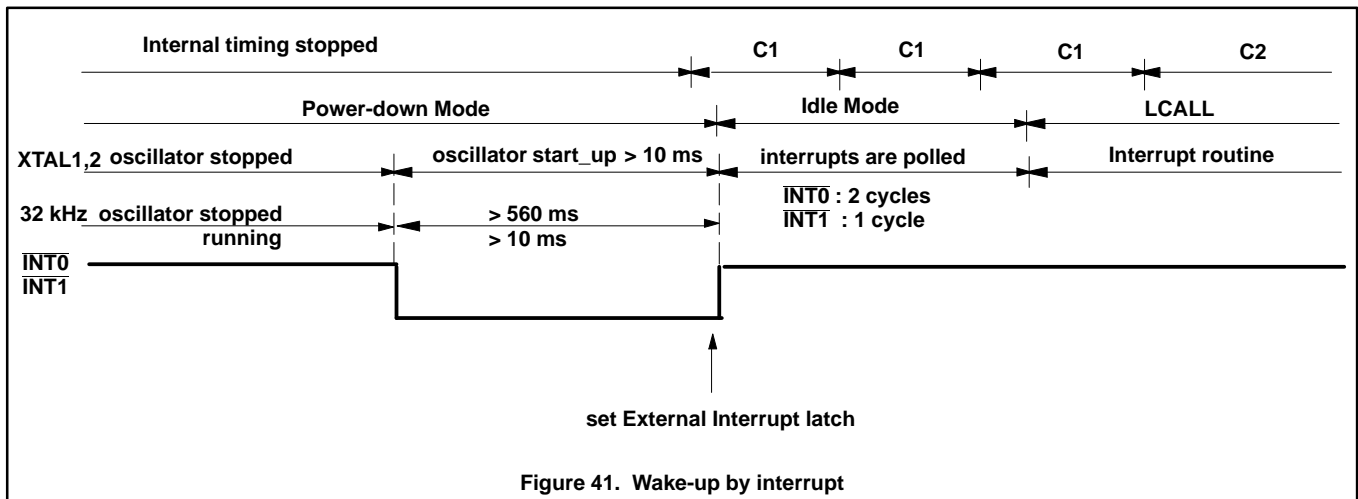 Internal timing stopped C1 C1 C1 C2
Power-down Mode Idle Mode LCALL
XTAL1,2 oscillator stopped oscillator start_up > 10 ms interrupts are polled Interrupt routine
INT0 : 2 cycles
32 kHz oscillator stopped > 560 ms INT1 : 1 cycle
running > 10 ms
INT0
INT1
set External Interrupt latch
Figure 41. Wake-up by interrupt